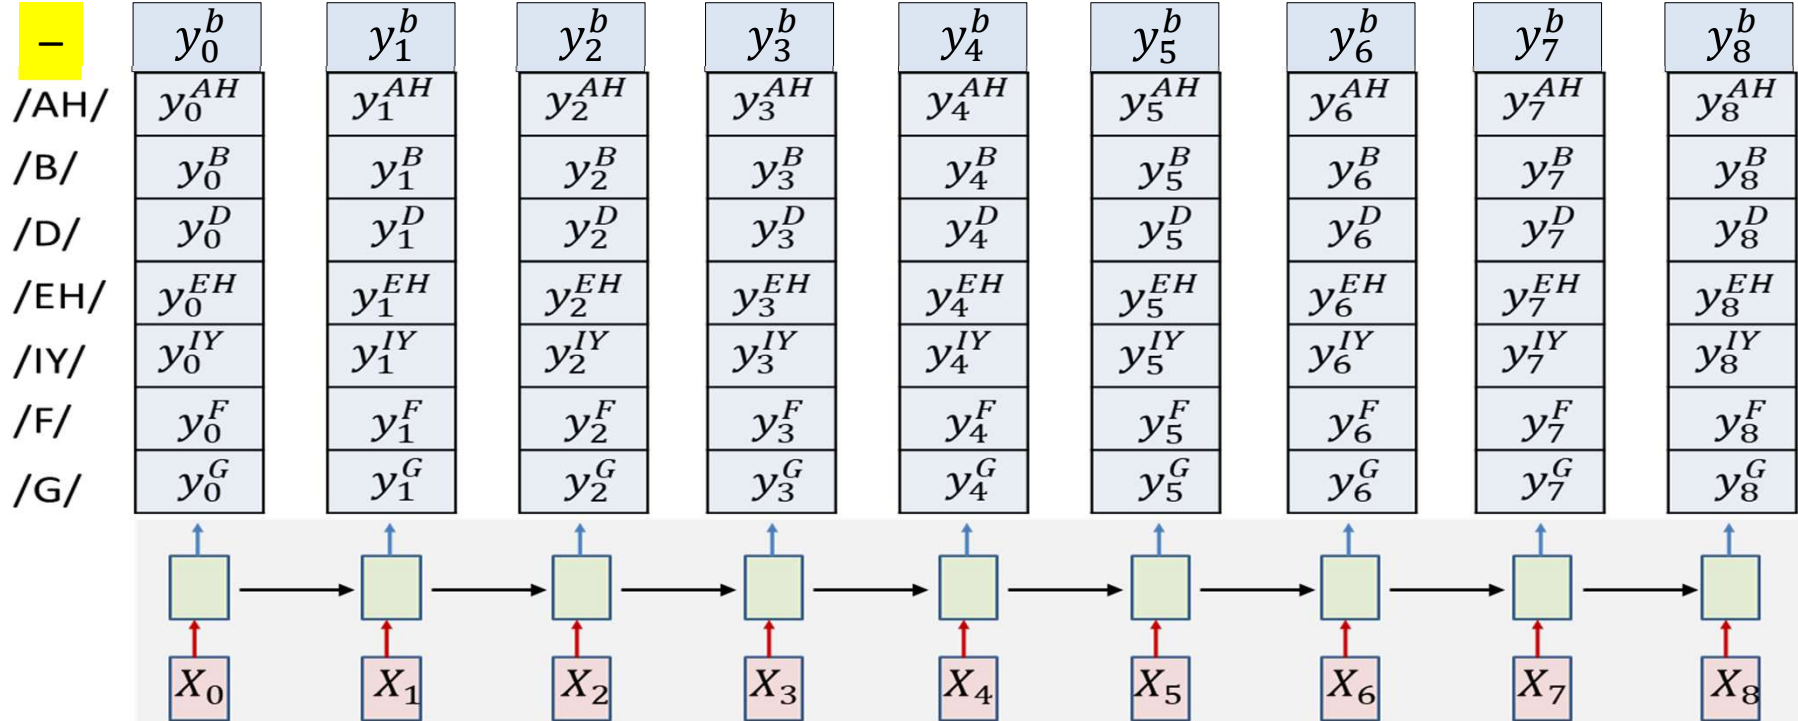 – y_0^b y_1^b y_2^b y_3^b y_4^b y_5^b y_6^b y_7^b y_8^b
/AH/ y_0^{AH} y_1^{AH} y_2^{AH} y_3^{AH} y_4^{AH} y_5^{AH} y_6^{AH} y_7^{AH} y_8^{AH}
/B/ y_0^B y_1^B y_2^B y_3^B y_4^B y_5^B y_6^B y_7^B y_8^B
/D/ y_0^D y_1^D y_2^D y_3^D y_4^D y_5^D y_6^D y_7^D y_8^D
/EH/ y_0^{EH} y_1^{EH} y_2^{EH} y_3^{EH} y_4^{EH} y_5^{EH} y_6^{EH} y_7^{EH} y_8^{EH}
/IY/ y_0^{IY} y_1^{IY} y_2^{IY} y_3^{IY} y_4^{IY} y_5^{IY} y_6^{IY} y_7^{IY} y_8^{IY}
/F/ y_0^F y_1^F y_2^F y_3^F y_4^F y_5^F y_6^F y_7^F y_8^F
/G/ y_0^G y_1^G y_2^G y_3^G y_4^G y_5^G y_6^G y_7^G y_8^G
X_0 X_1 X_2 X_3 X_4 X_5 X_6 X_7 X_8